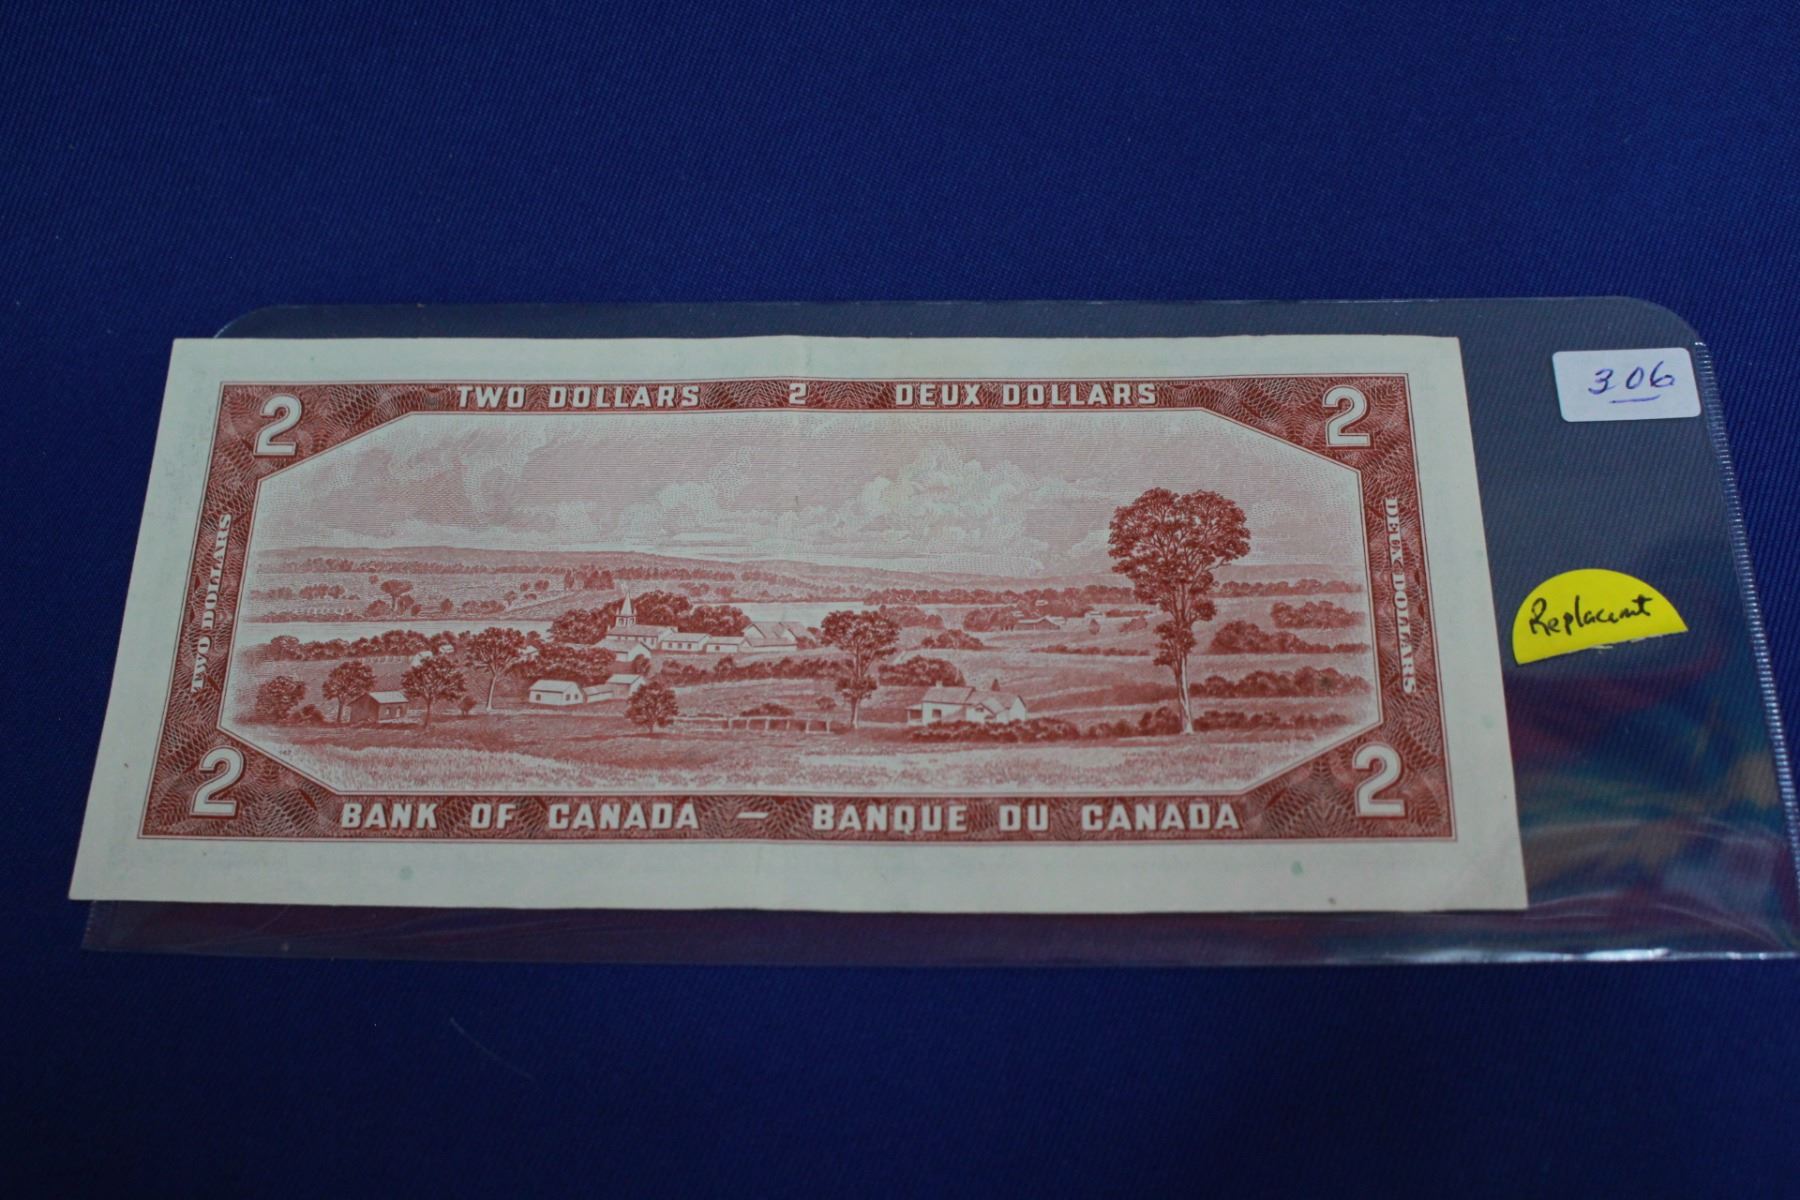 TWO DOLLARS 2 DEUX DOLLARS
2 2
TWO DOLLARS
DEUX DOLLARS
2 2
BANK OF CANADA — BANQUE DU CANADA
306
Replacemt